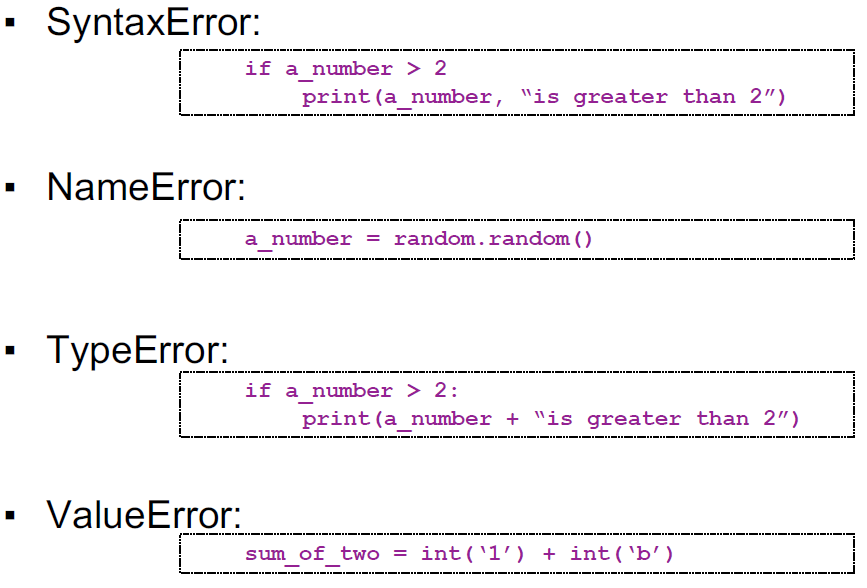 ▪ SyntaxError:
if a_number > 2
print(a_number, “is greater than 2”)
▪ NameError:
a_number = random.random()
▪ TypeError:
if a_number > 2:
print(a_number + “is greater than 2”)
▪ ValueError:
sum_of_two = int(‘1’) + int(‘b’)